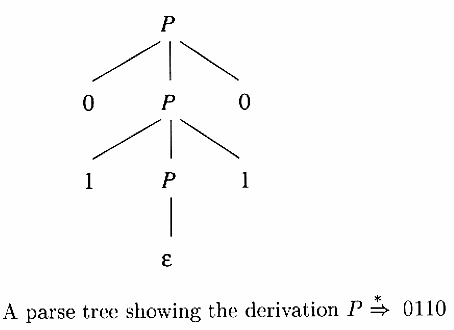 P
0 P 0
1 P 1
ε
A parse tree showing the derivation P ⇒* 0110